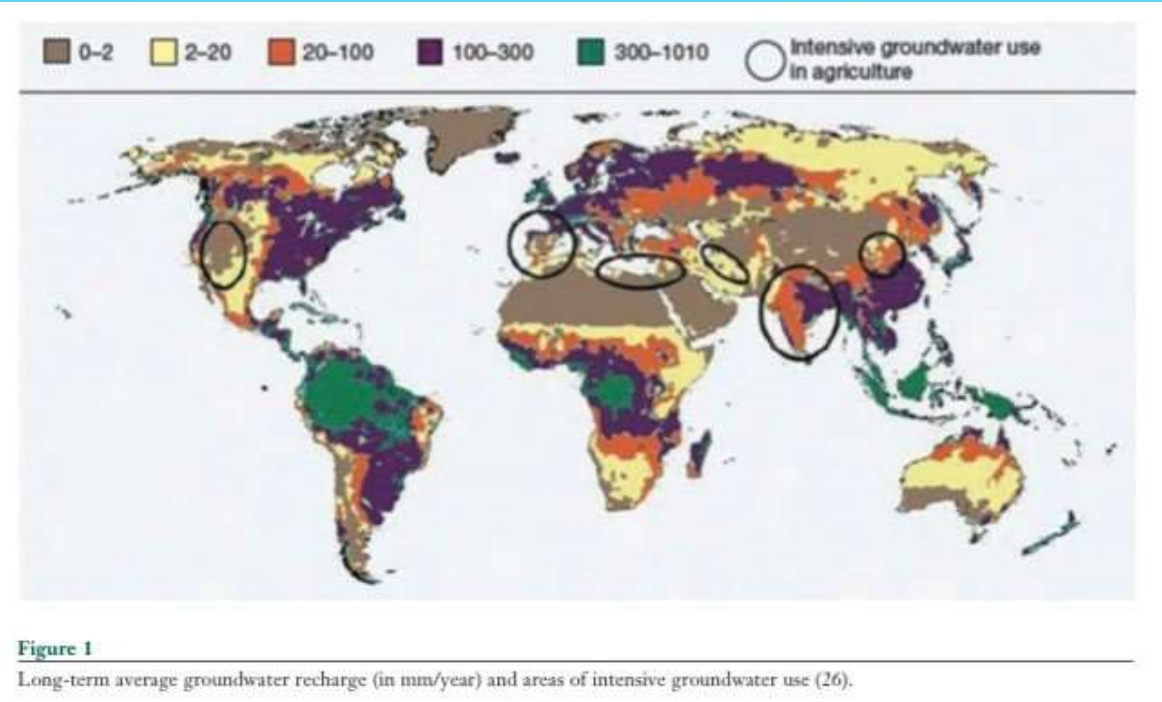 0–2
2–20
20–100
100–300
300–1010
Intensive groundwater use
in agriculture
Figure 1
Long-term average groundwater recharge (in mm/year) and areas of intensive groundwater use (26).